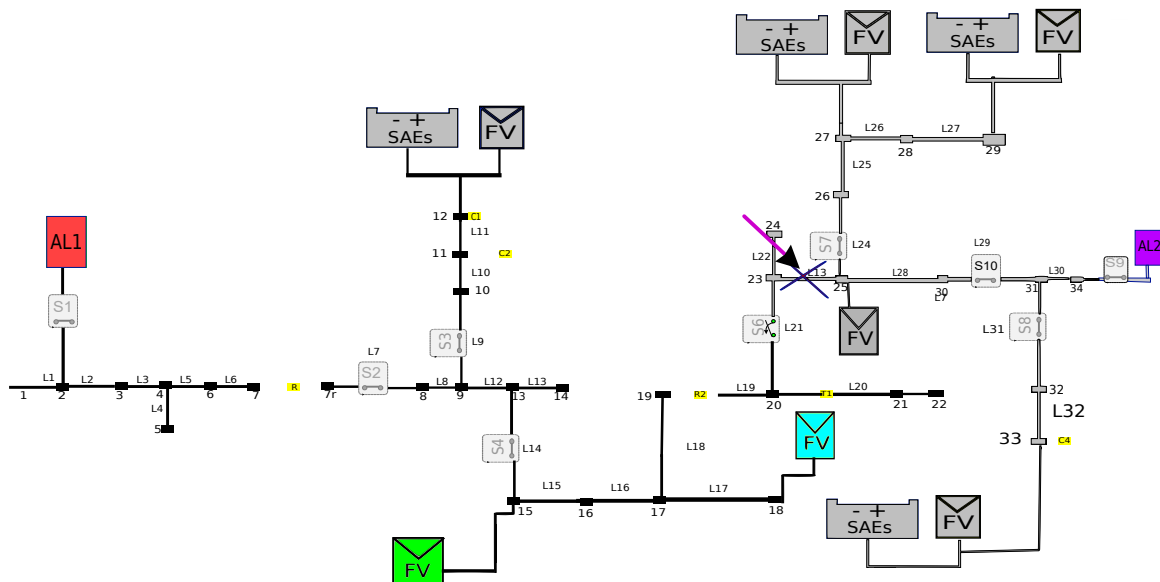 - +
SAEs
FV
- +
SAEs
FV
- +
SAEs
FV
27
L26
28
L27
29
L25
26
12
C1
L11
11
C2
L10
10
AL1
S1
S3
L9
24
L22
23
L13
25
S7
L24
L28
30
L7
L29
S10
31
L30
34
S9
AL2
S6
L21
FV
L31
S8
L7
S2
L1
L2
L3
L5
L6
1
2
3
4
6
7
L4
5
R
7r
L8
8
9
L12
13
L13
14
19
R2
L19
20
T1
L20
21
22
32
L32
33
C4
S4
L14
L18
FV
L15
L16
L17
15
16
17
18
FV
- +
SAEs
FV